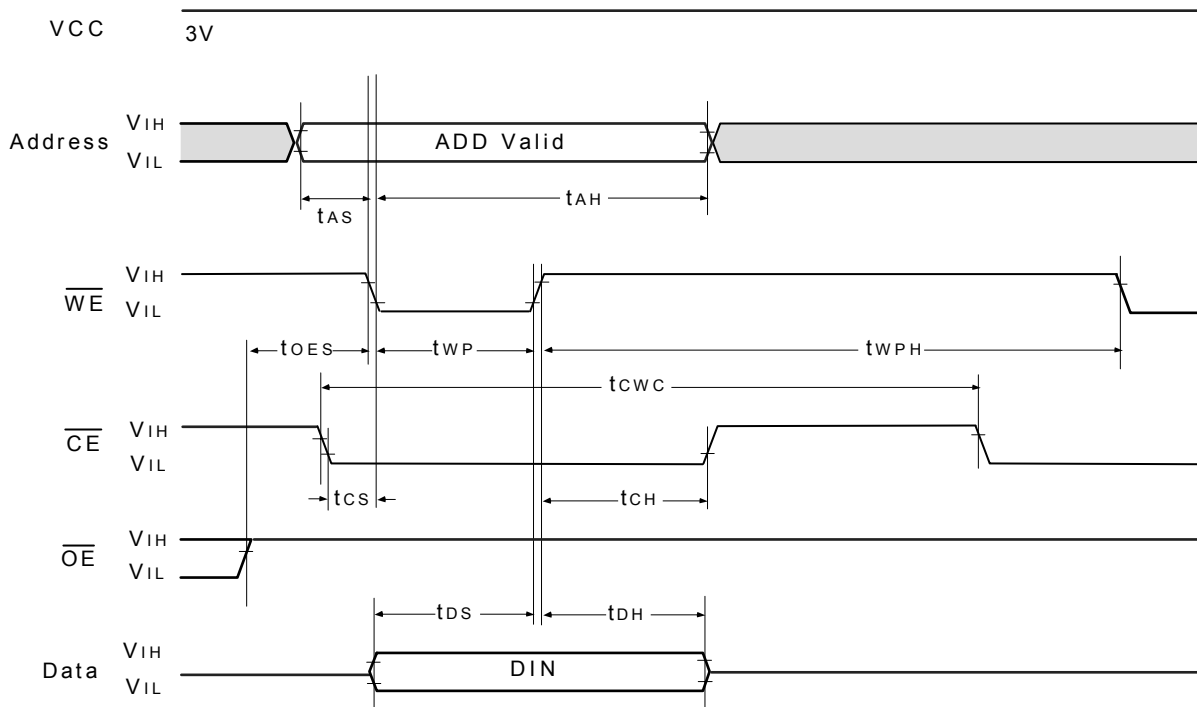 VCC
3V
Address
VIH
VIL
ADD Valid
tAS
tAH
WE
VIH
VIL
tOES
tWP
tWPH
tCWC
CE
VIH
VIL
tCS
tCH
OE
VIH
VIL
tDS
tDH
Data
VIH
VIL
DIN